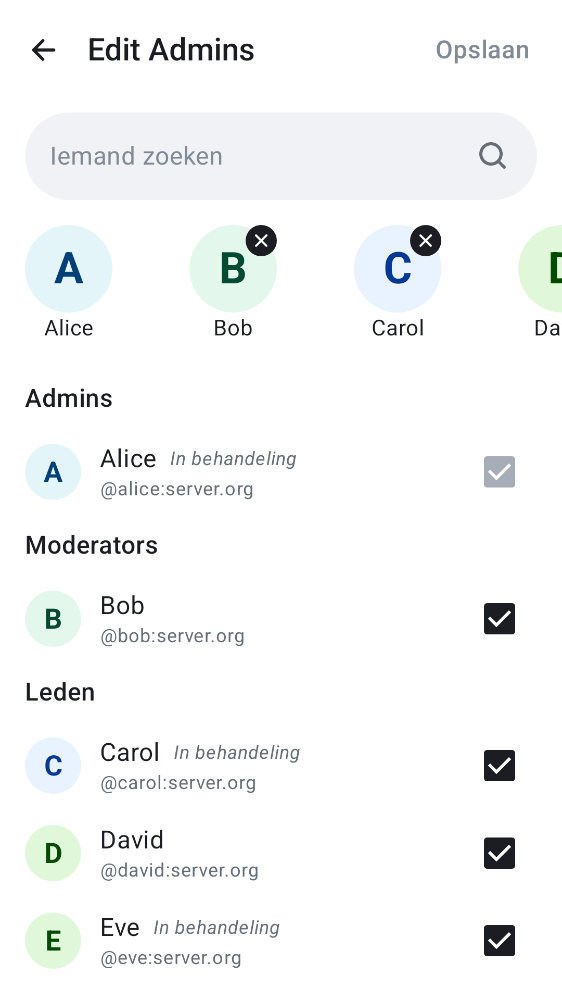 Edit Admins
Opslaan
Iemand zoeken
A
B
C
Alice
Bob
Carol
Da
Admins
A
Alice In behandeling
@alice:server.org
Moderators
B
Bob
@bob:server.org
Leden
C
Carol In behandeling
@carol:server.org
D
David
@david:server.org
E
Eve In behandeling
@eve:server.org